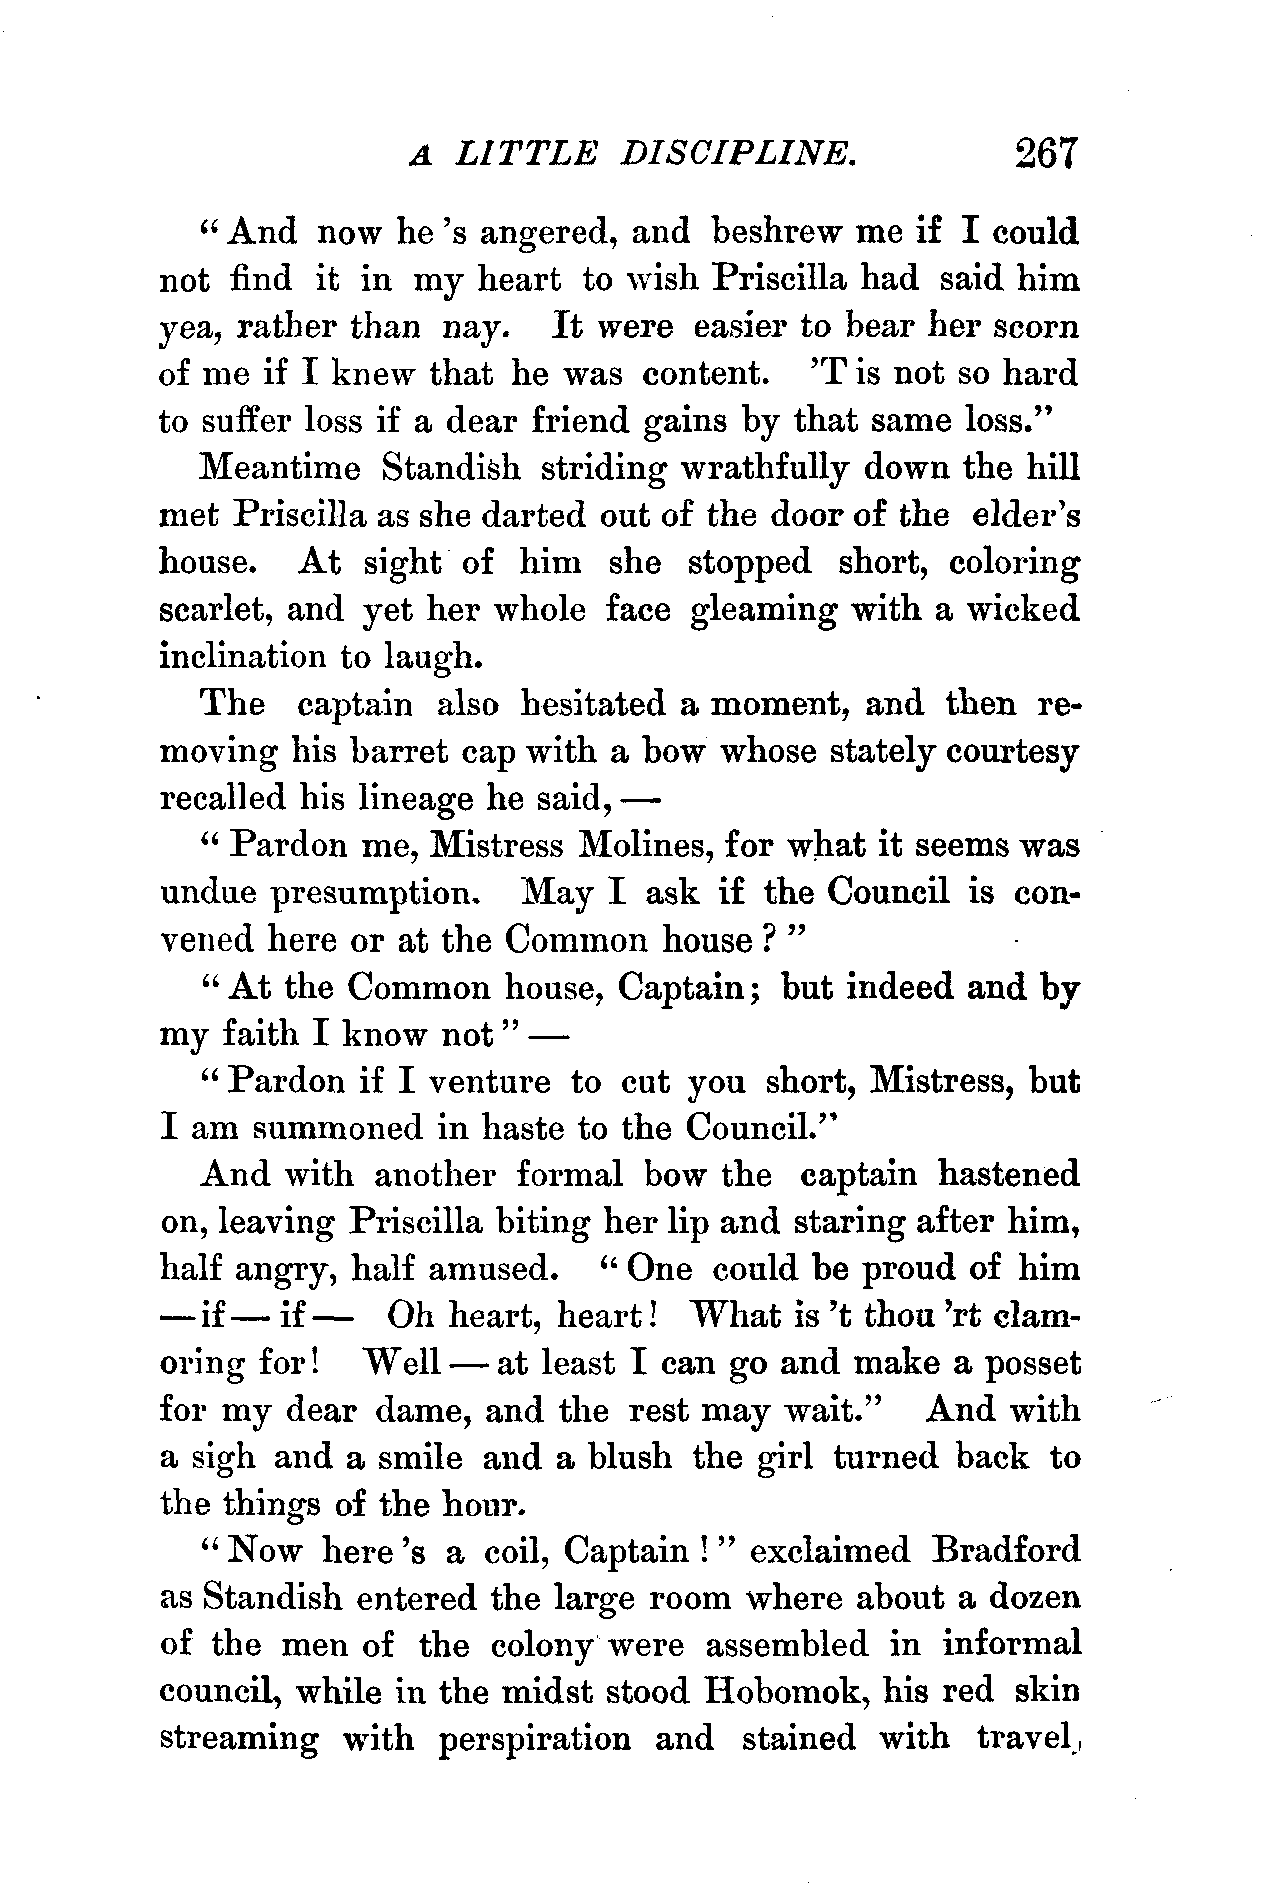 A LITTLE DISCIPLINE. 267
“And now he 's angered, and beshrew me if I could
not find it in my heart to wish Priscilla had said him
yea, rather than nay. It were easier to bear her scorn
of me if I knew that he was content. 'T is not so hard
to suffer loss if a dear friend gains by that same loss.”
Meantime Standish striding wrathfully down the hill
met Priscilla as she darted out of the door of the elder's
house. At sight of him she stopped short, coloring
scarlet, and yet her whole face gleaming with a wicked
inclination to laugh.
The captain also hesitated a moment, and then re-
moving his barret cap with a bow whose stately courtesy
recalled his lineage he said, —
“Pardon me, Mistress Molines, for what it seems was
undue presumption. May I ask if the Council is con-
vened here or at the Common house ? ”
“At the Common house, Captain; but indeed and by
my faith I know not ” —
“Pardon if I venture to cut you short, Mistress, but
I am summoned in haste to the Council.”
And with another formal bow the captain hastened
on, leaving Priscilla biting her lip and staring after him,
half angry, half amused. “One could be proud of him
— if — if — Oh heart, heart! What is 't thou 'rt clam-
oring for! Well — at least I can go and make a posset
for my dear dame, and the rest may wait.” And with
a sigh and a smile and a blush the girl turned back to
the things of the hour.
“Now here 's a coil, Captain ! ” exclaimed Bradford
as Standish entered the large room where about a dozen
of the men of the colony were assembled in informal
council, while in the midst stood Hobomok, his red skin
streaming with perspiration and stained with travel,